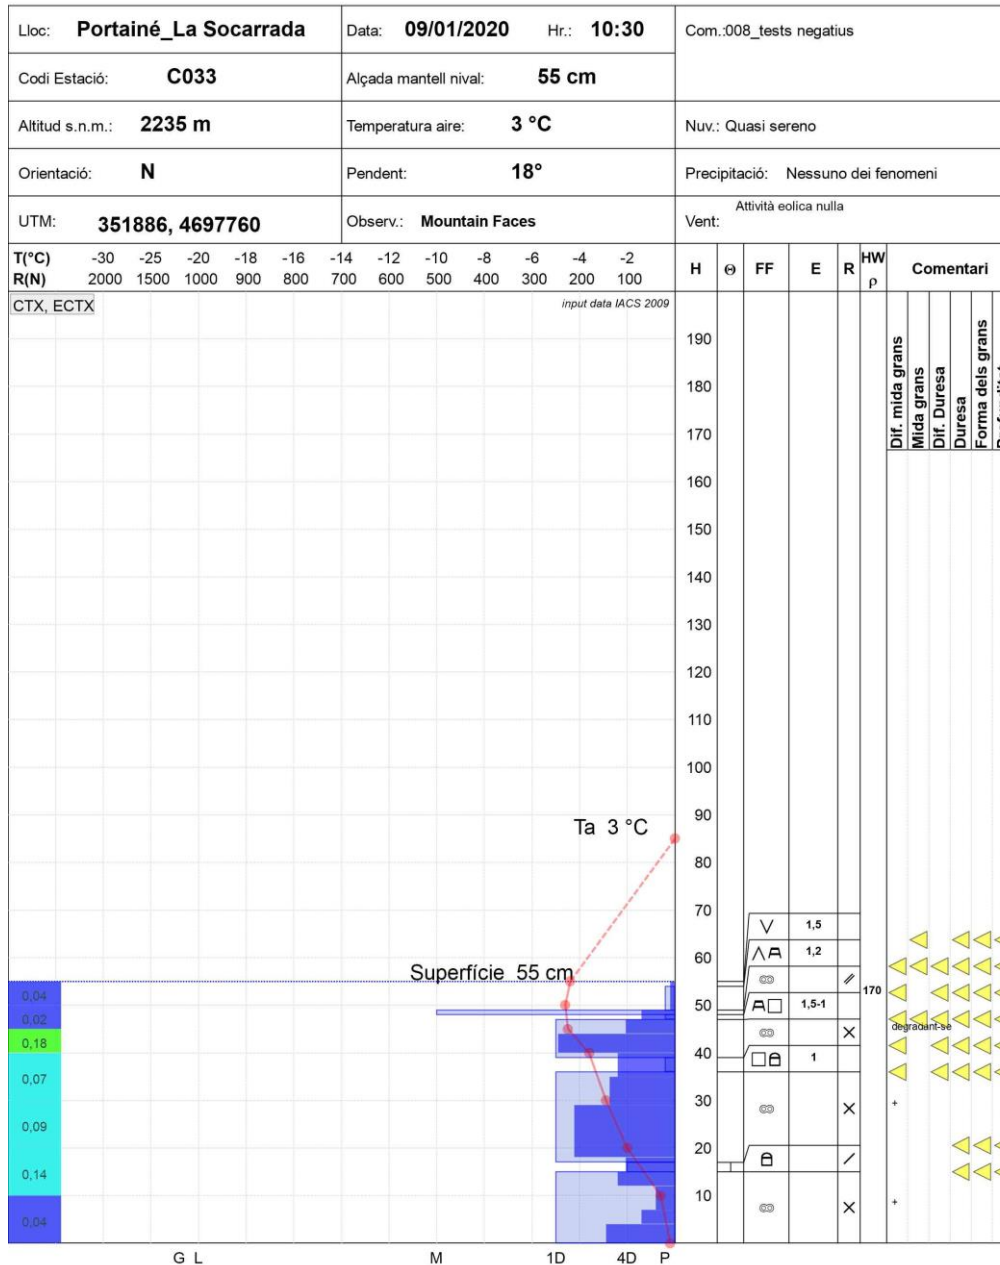 Lloc: Portainé_La Socarrada Data: 09/01/2020 Hr.: 10:30 Com.:008_tests negatius
Codi Estació: C033 Alçada mantell nival: 55 cm
Altitud s.n.m.: 2235 m Temperatura aire: 3 °C Nuv.: Quasi sereno
Orientació: N Pendent: 18° Precipitació: Nessuno dei fenomeni
UTM: 351886, 4697760 Observ.: Mountain Faces Vent: Attività eolica nulla
T(°C) -30 -25 -20 -18 -16 -14 -12 -10 -8 -6 -4 -2
R(N) 2000 1500 1000 900 800 700 600 500 400 300 200 100
H Θ FF E R HW ρ Comentari
CTX, ECTX input data IACS 2009
Dif. mida grans
Mida grans
Dif. Duresa
Duresa
Forma dels grans
190
180
170
160
150
140
130
120
110
100
90
Ta 3 °C
80
70
1,5
60 1,2
Superfície 55 cm
170
0,04
50 1,5-1
0,02
degradant-se
0,18
40
1
0,07
30 +
0,09
20
0,14
10 +
0,04
G L M 1D 4D P